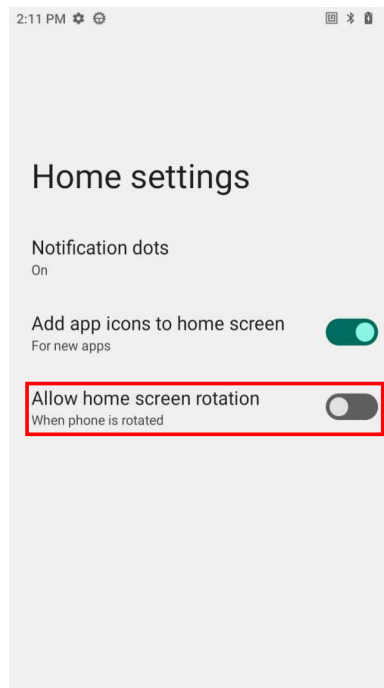 2:11 PM
Home settings
Notification dots
On
Add app icons to home screen
For new apps
Allow home screen rotation
When phone is rotated